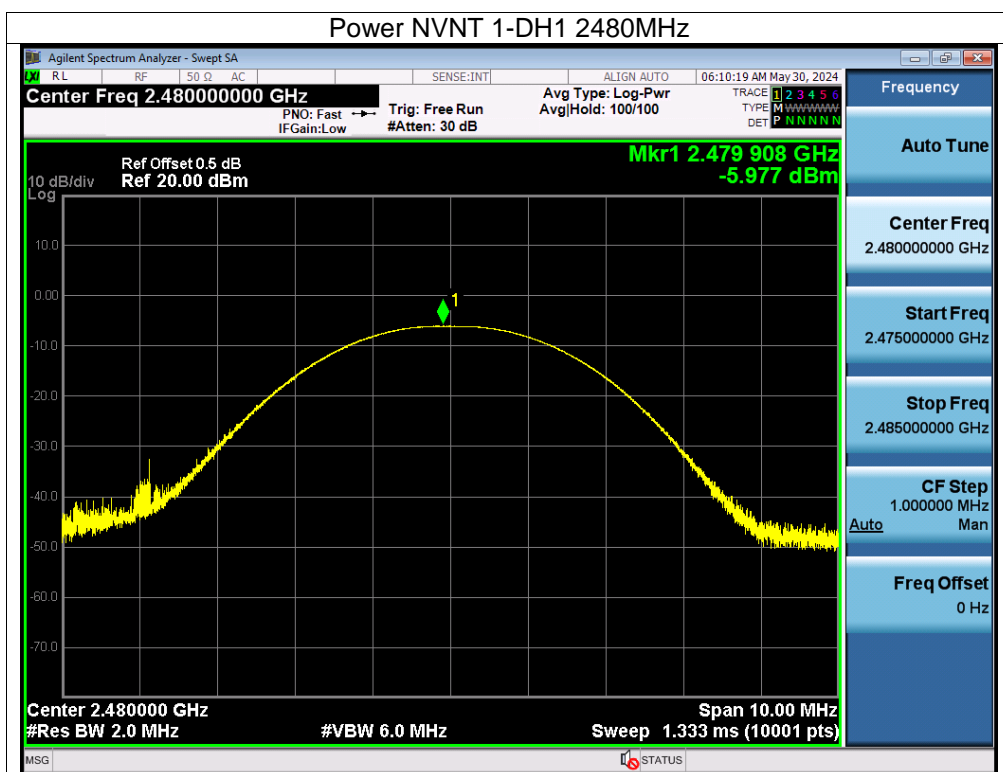 Power NVNT 1-DH1 2480MHz
Agilent Spectrum Analyzer - Swept SA
LXI RL RF 50 Ω AC SENSE:INT ALIGN AUTO 06:10:19 AM May 30, 2024
Center Freq 2.480000000 GHz
PNO: Fast
IFGain:Low
Trig: Free Run
#Atten: 30 dB
Avg Type: Log-Pwr
Avg|Hold: 100/100
TRACE 1 2 3 4 5 6
TYPE M WWWWW
DET P N N N N N
Frequency
Auto Tune
Center Freq
2.480000000 GHz
Start Freq
2.475000000 GHz
Stop Freq
2.485000000 GHz
CF Step
1.000000 MHz
Auto Man
Freq Offset
0 Hz
Mkr1 2.479 908 GHz
-5.977 dBm
Ref Offset 0.5 dB
10 dB/div Ref 20.00 dBm
Log
10.0
0.00
-10.0
-20.0
-30.0
-40.0
-50.0
-60.0
-70.0
1
Center 2.480000 GHz Span 10.00 MHz
#Res BW 2.0 MHz #VBW 6.0 MHz Sweep 1.333 ms (10001 pts)
MSG STATUS